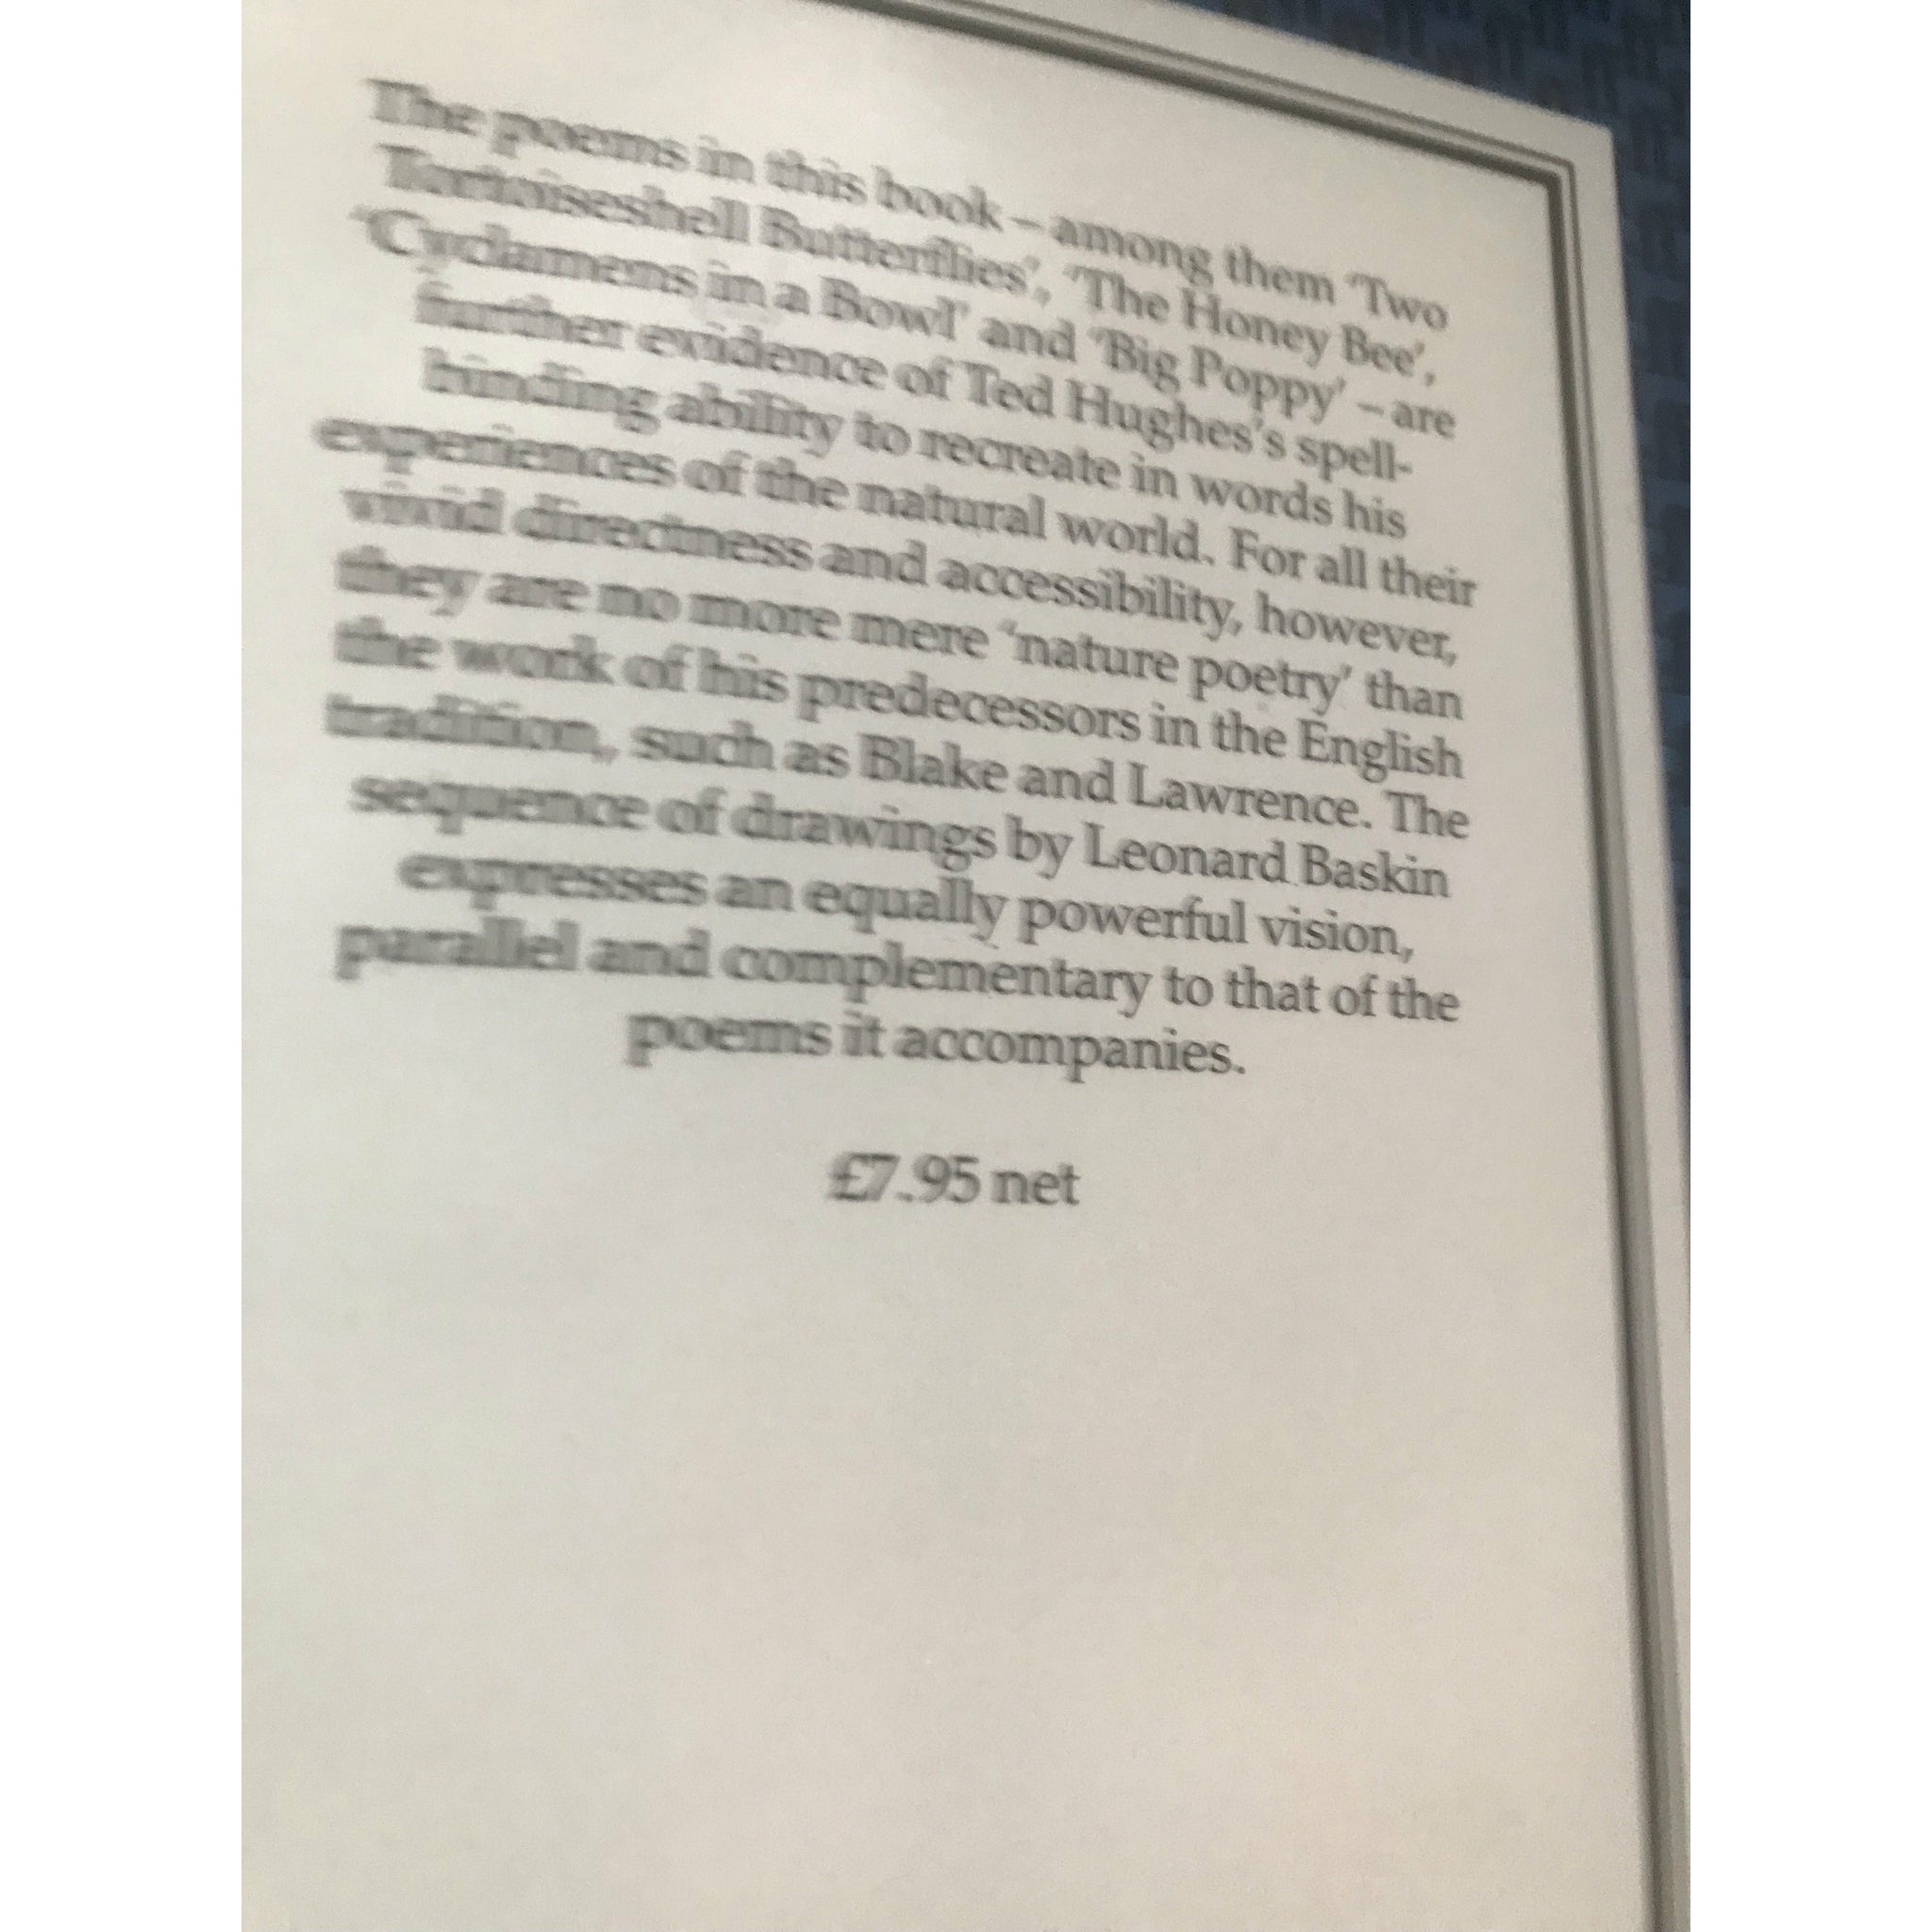 The poems in this book – among them ‘Two
Tortoiseshell Butterflies’, ‘The Honey Bee’,
‘Cyclamens in a Bowl’ and ‘Big Poppy’ – are
further evidence of Ted Hughes’s spell-
binding ability to recreate in words his
experiences of the natural world. For all their
vivid directness and accessibility, however,
they are no more mere ‘nature poetry’ than
the work of his predecessors in the English
tradition, such as Blake and Lawrence. The
sequence of drawings by Leonard Baskin
expresses an equally powerful vision,
parallel and complementary to that of the
poems it accompanies.
£7.95 net